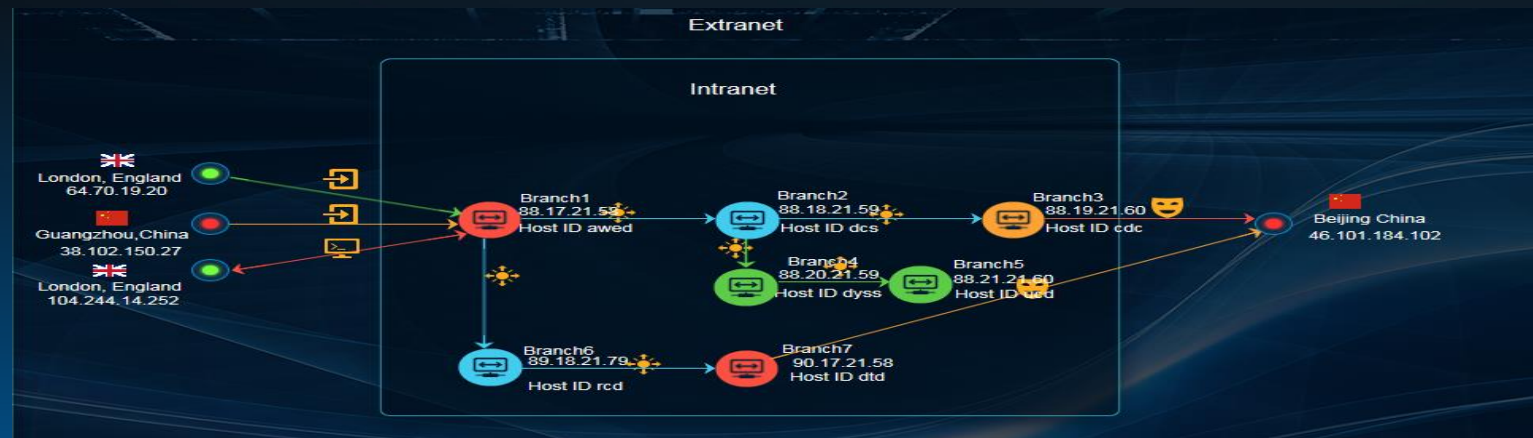 Extranet
Intranet
London, England
64.70.19.20
Guangzhou,China
38.102.150.27
London, England
104.244.14.252
Branch1
88.17.21.58
Host ID awed
Branch2
88.18.21.59
Host ID dcs
Branch3
88.19.21.60
Host ID cdc
Beijing China
46.101.184.102
Branch4
88.20.21.59
Host ID dyss
Branch5
88.21.21.60
Host ID ucd
Branch6
89.18.21.79
Host ID rcd
Branch7
90.17.21.58
Host ID dtd